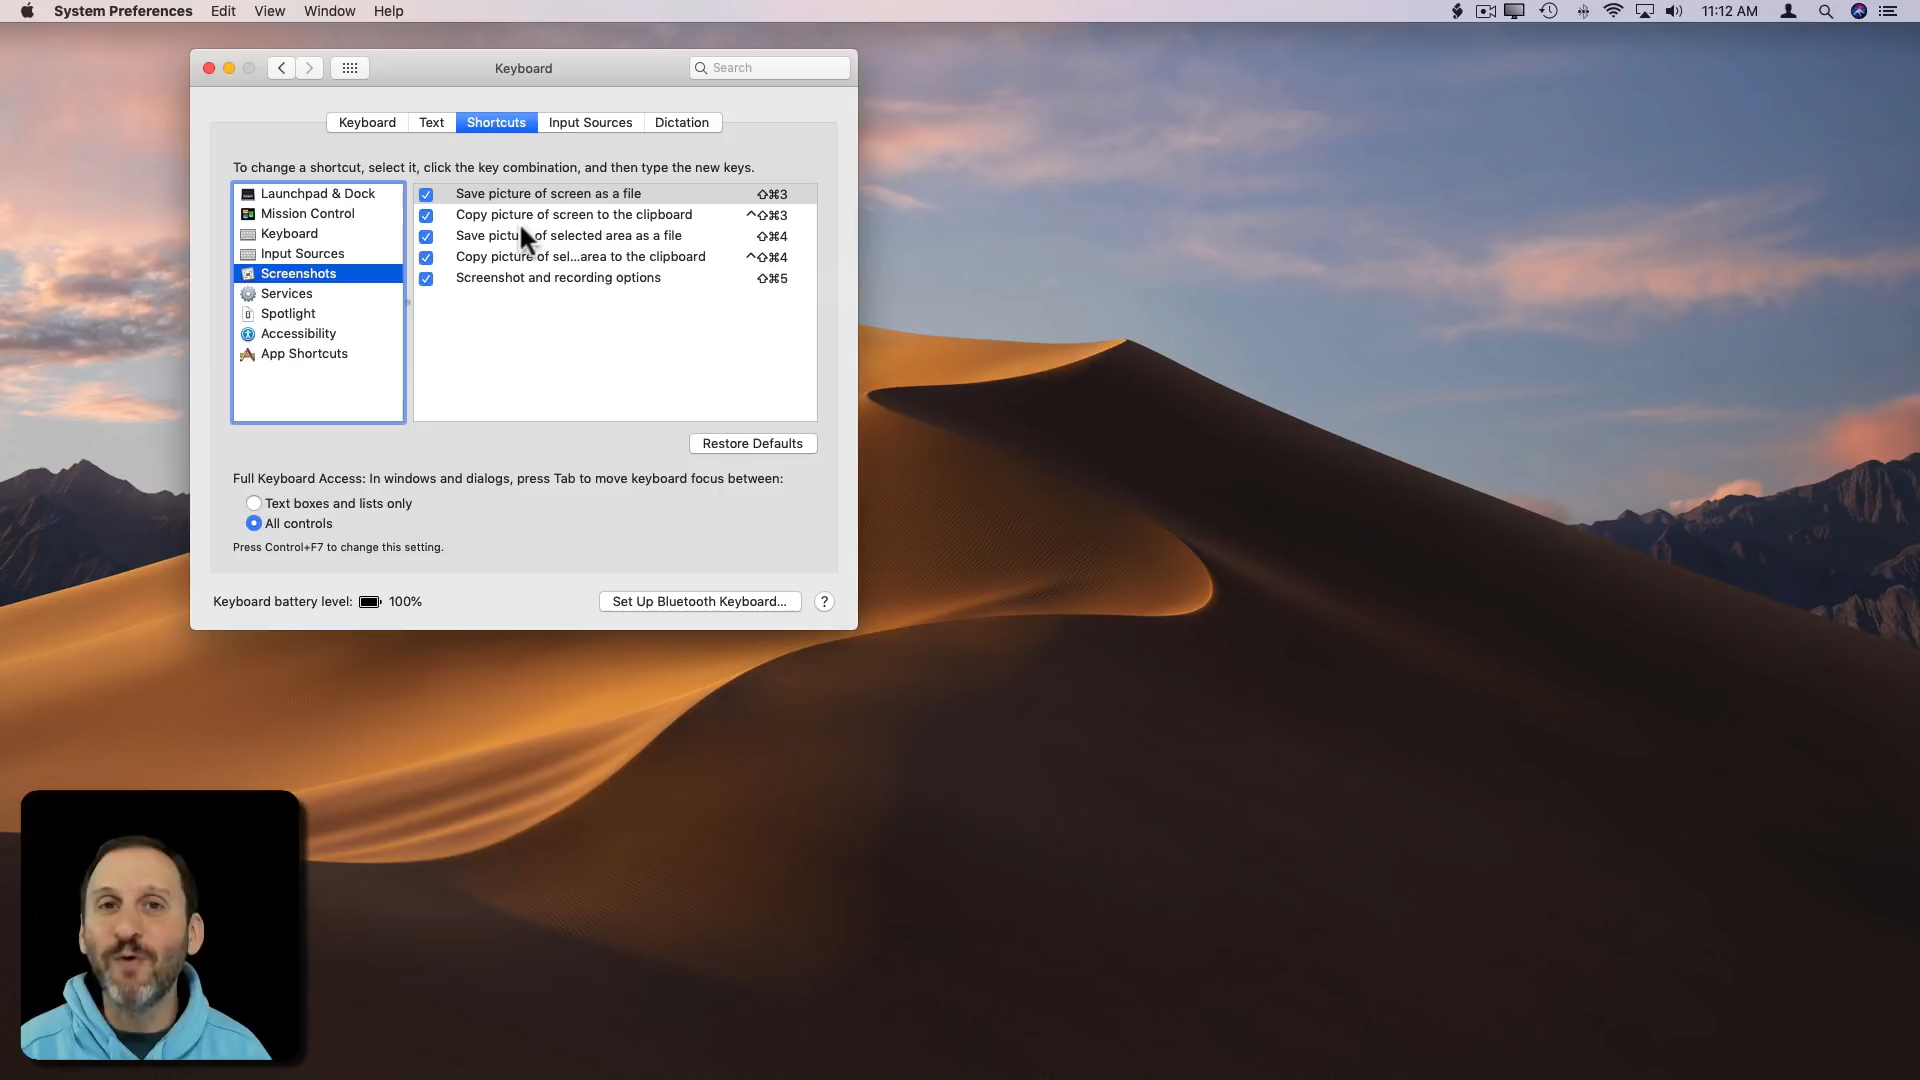 System Preferences Edit View Window Help
11:12 AM
Keyboard
Search
Keyboard Text Shortcuts Input Sources Dictation
To change a shortcut, select it, click the key combination, and then type the new keys.
Launchpad & Dock
Mission Control
Keyboard
Input Sources
Screenshots
Services
Spotlight
Accessibility
App Shortcuts
Save picture of screen as a file ⇧⌘3
Copy picture of screen to the clipboard ^⇧⌘3
Save picture of selected area as a file ⇧⌘4
Copy picture of sel...area to the clipboard ^⇧⌘4
Screenshot and recording options ⇧⌘5
Restore Defaults
Full Keyboard Access: In windows and dialogs, press Tab to move keyboard focus between:
Text boxes and lists only
All controls
Press Control+F7 to change this setting.
Keyboard battery level: 100%
Set Up Bluetooth Keyboard...
?